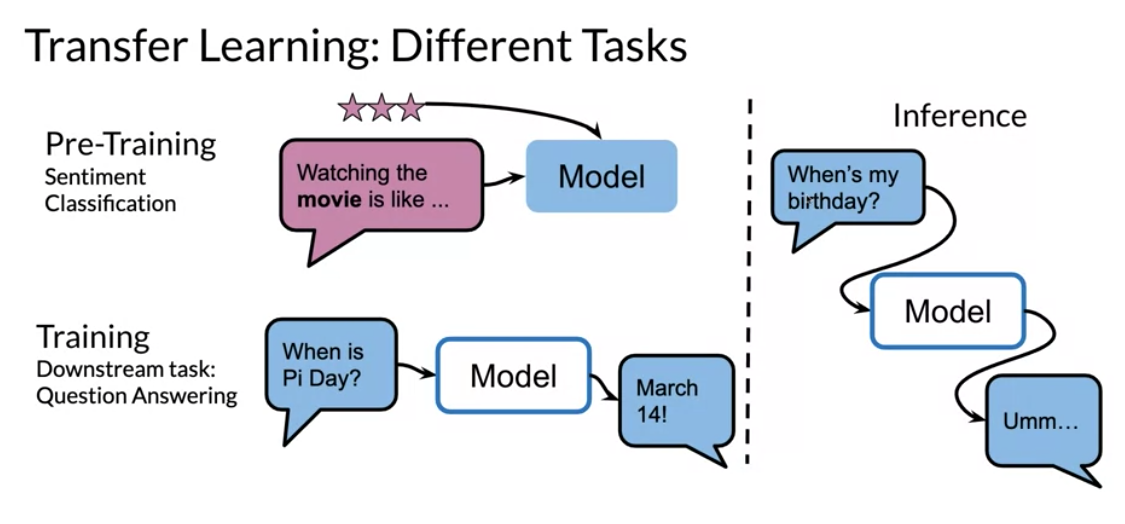 Transfer Learning: Different Tasks
Pre-Training
Sentiment
Classification
Watching the
movie is like ...
Model
Training
Downstream task:
Question Answering
When is
Pi Day?
Model
March
14!
Inference
When's my
birthday?
Model
Umm...